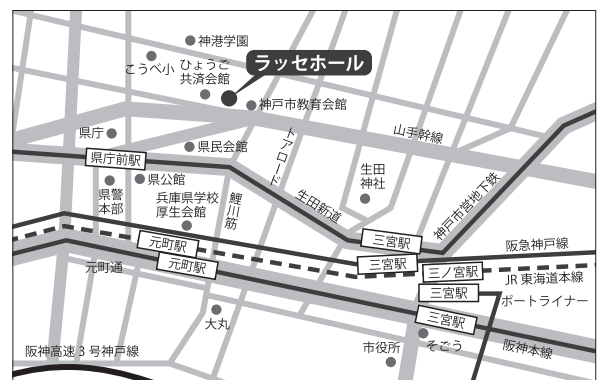 神港学園
ラッセホール
こうべ小
ひょうご
共済会館
神戸市教育会館
県庁
県民会館
トアロード
山手幹線
県庁前駅
県公館
県警
本部
兵庫県学校
厚生会館
鯉川筋
生田
神社
生田新道
神戸市営地下鉄
元町駅
三宮駅
阪急神戸線
元町通
元町駅
三宮駅
三ノ宮駅
JR東海道本線
三宮駅
ポートライナー
大丸
三宮駅
市役所
そごう
阪神本線
阪神高速3号神戸線